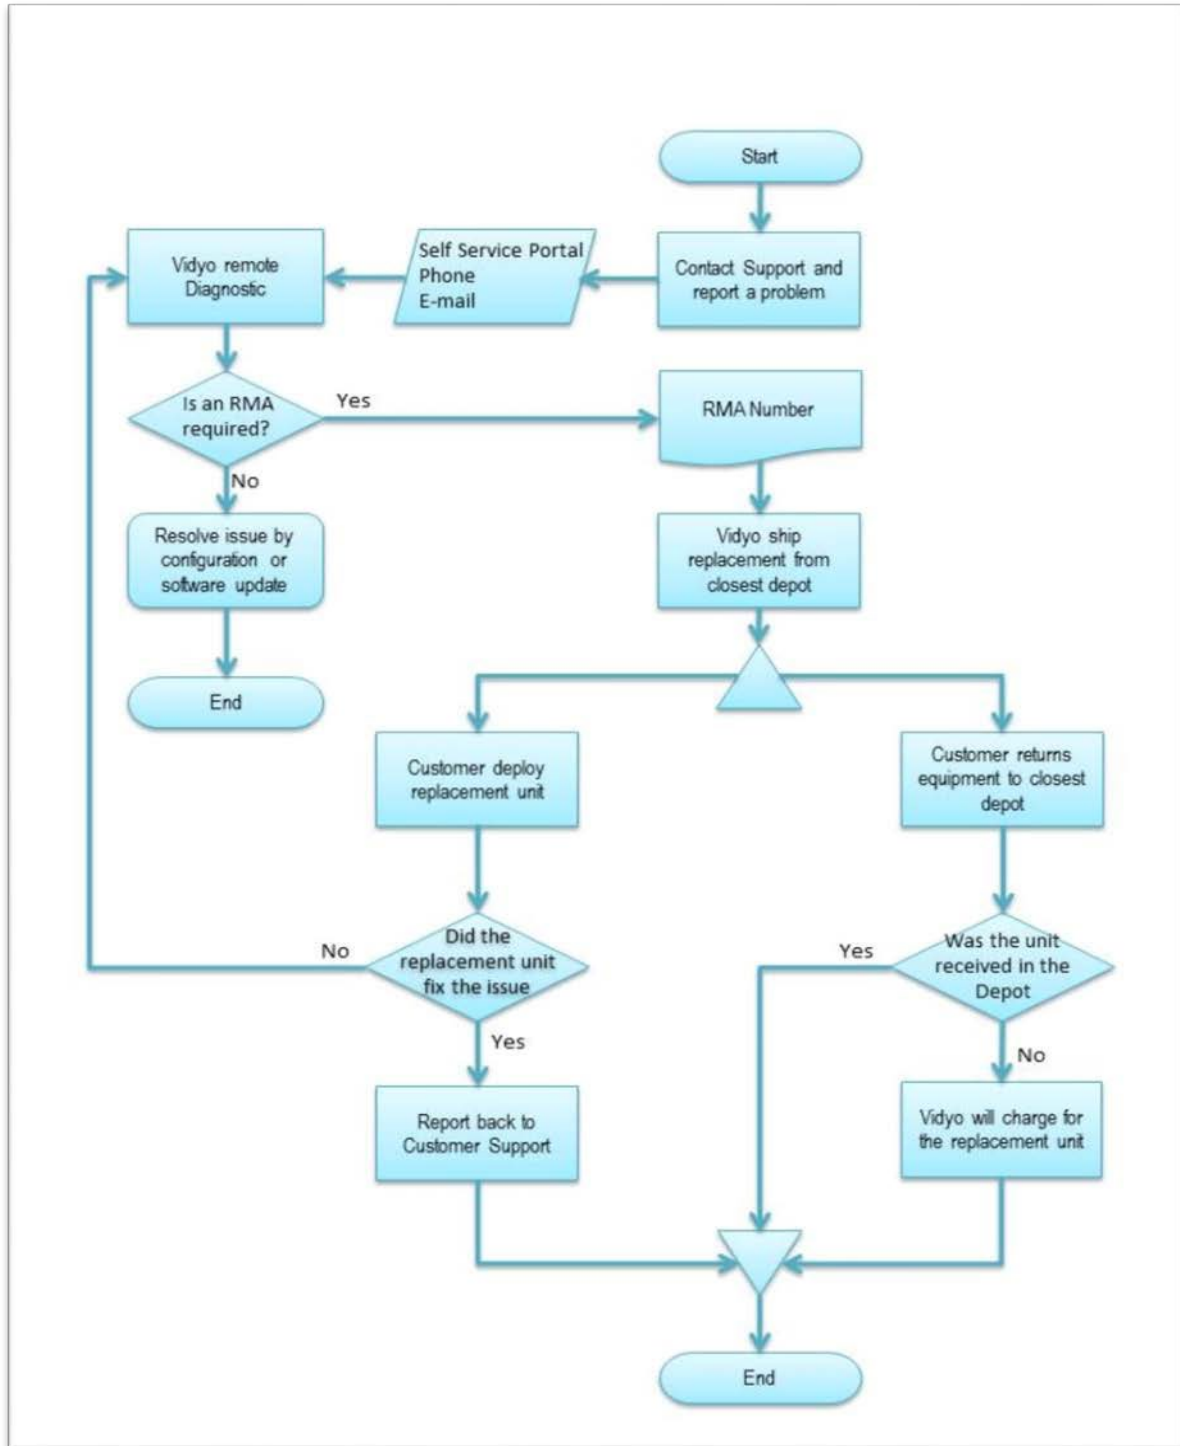 Start
Contact Support and
report a problem
Self Service Portal
Phone
E-mail
Vidyo remote
Diagnostic
Is an RMA
required?
Yes
RMA Number
No
Resolve issue by
configuration or
software update
End
Vidyo ship
replacement from
closest depot
Customer deploy
replacement unit
Customer returns
equipment to closest
depot
Did the
replacement unit
fix the issue
No
Yes
Was the unit
received in the
Depot
Yes
No
Report back to
Customer Support
Vidyo will charge for
the replacement unit
End